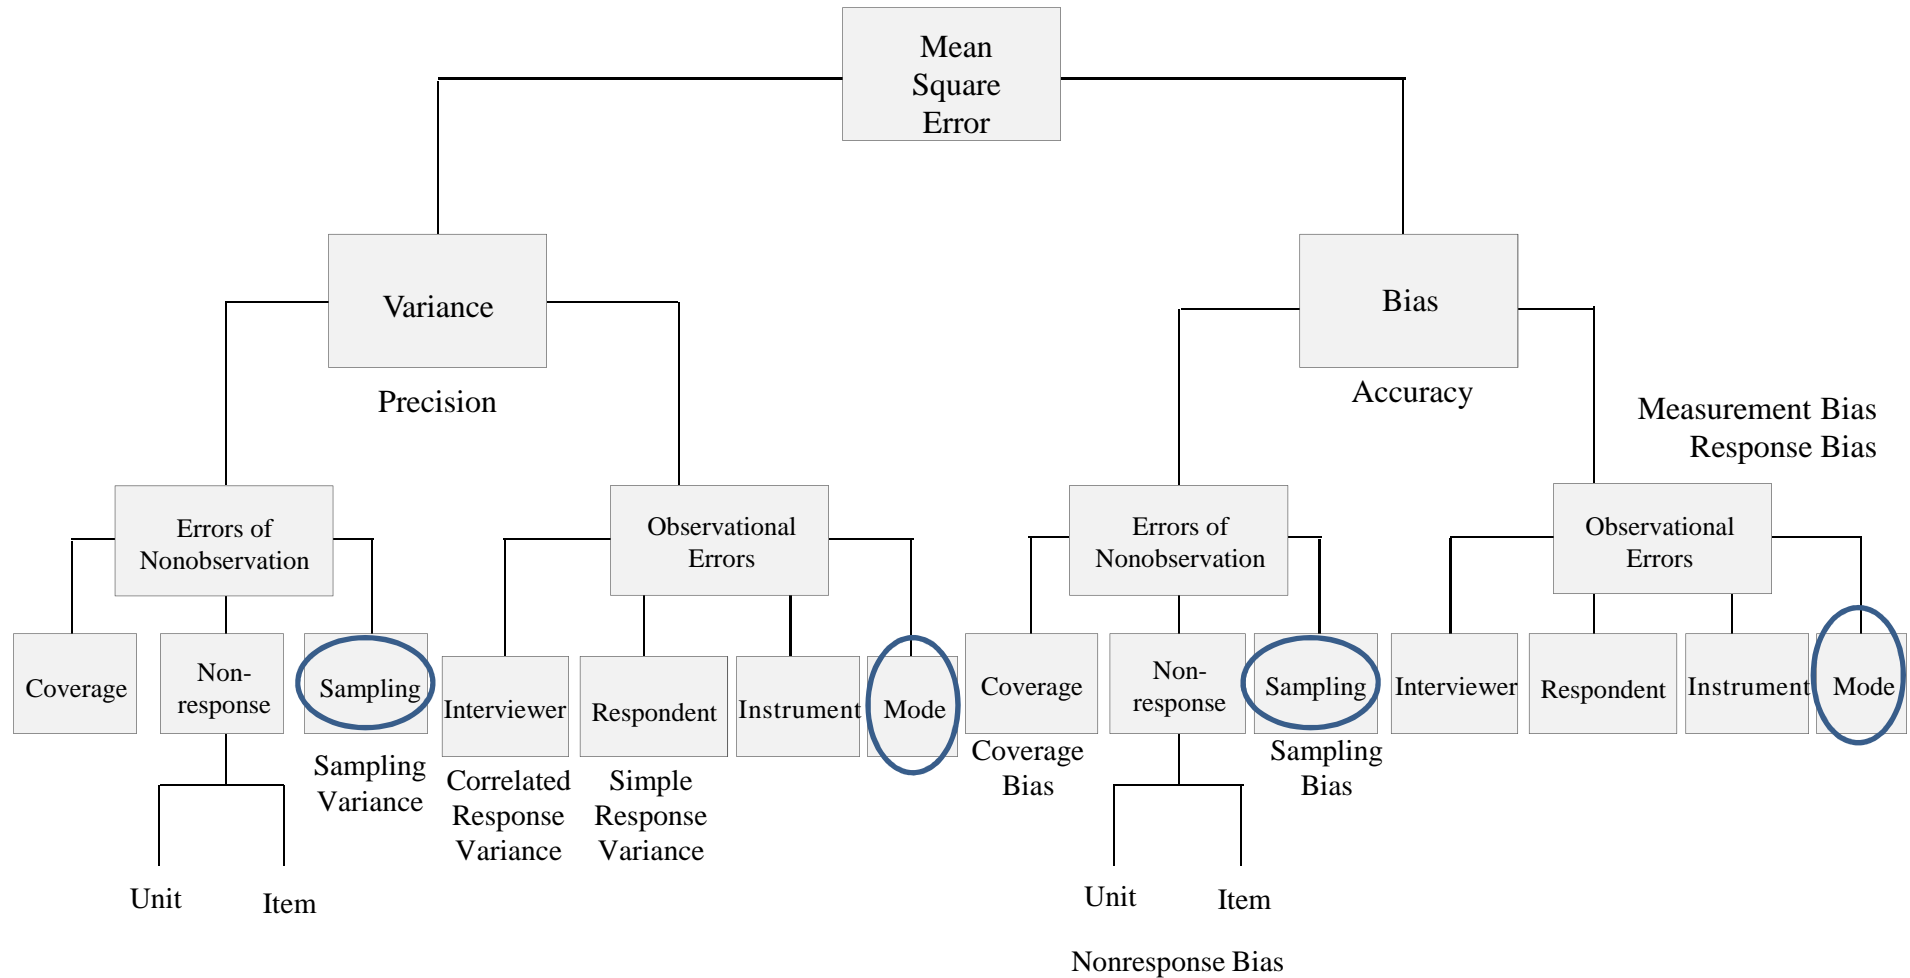 Mean
Square
Error
Variance
Bias
Precision
Accuracy
Measurement Bias
Response Bias
Errors of
Nonobservation
Observational
Errors
Errors of
Nonobservation
Observational
Errors
Coverage
Non-
response
Sampling
Interviewer
Respondent
Instrument
Mode
Coverage
Non-
response
Sampling
Interviewer
Respondent
Instrument
Mode
Sampling
Variance
Correlated
Response
Variance
Simple
Response
Variance
Coverage
Bias
Sampling
Bias
Unit
Item
Unit
Item
Nonresponse Bias